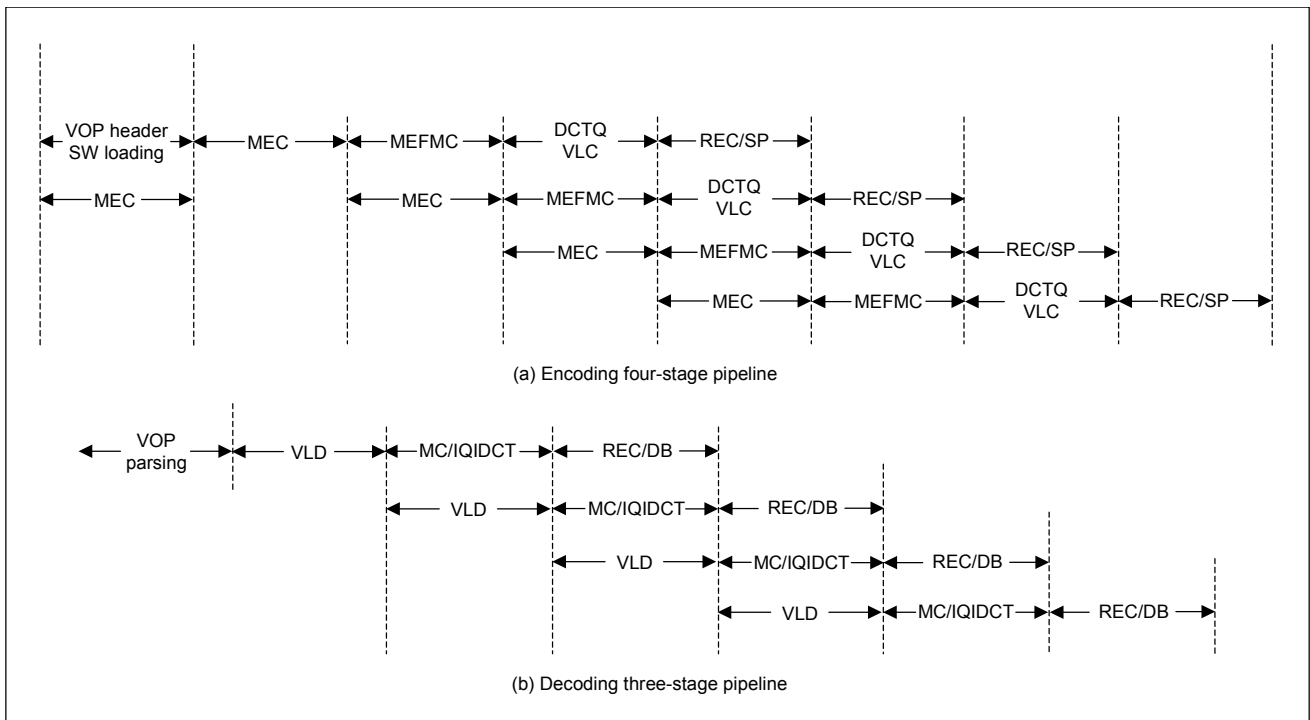 VOP header
SW loading
MEC
MEFMC
DCTQ
VLC
REC/SP
MEC
MEC
MEFMC
DCTQ
VLC
REC/SP
MEC
MEFMC
DCTQ
VLC
REC/SP
MEC
MEFMC
DCTQ
VLC
REC/SP
(a) Encoding four-stage pipeline
VOP
parsing
VLD
MC/IQIDCT
REC/DB
VLD
MC/IQIDCT
REC/DB
VLD
MC/IQIDCT
REC/DB
VLD
MC/IQIDCT
REC/DB
(b) Decoding three-stage pipeline